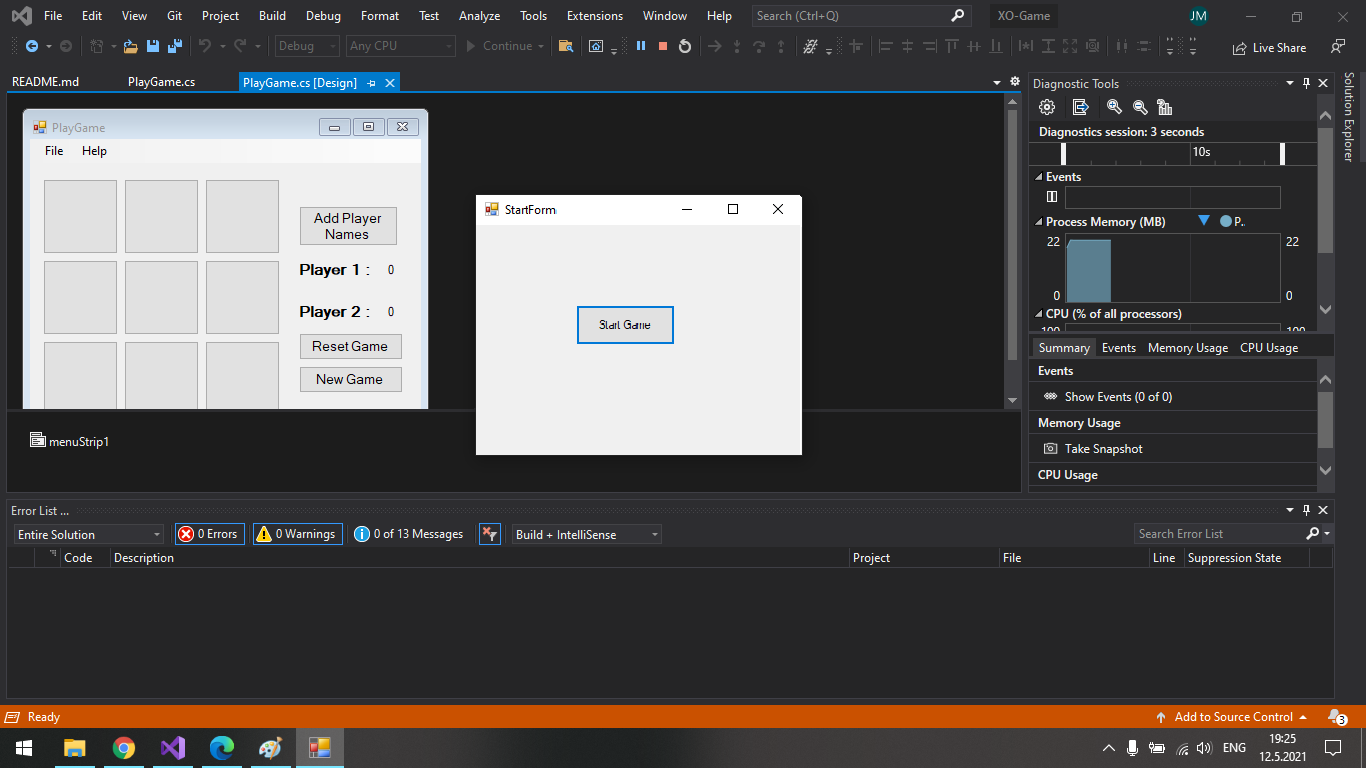 File Edit View Git Project Build Debug Format Test Analyze Tools Extensions Window Help Search (Ctrl+Q) XO-Game JM
Debug Any CPU Continue Live Share
README.md PlayGame.cs PlayGame.cs [Design]
Diagnostic Tools
Solution Explorer
PlayGame
File Help
Add Player
Names
Player 1 : 0
Player 2 : 0
Reset Game
New Game
menuStrip1
StartForm
Start Game
Diagnostics session: 3 seconds
10s
Events
Process Memory (MB) P..
22 22
0 0
CPU (% of all processors)
100 100
Summary Events Memory Usage CPU Usage
Events
Show Events (0 of 0)
Memory Usage
Take Snapshot
CPU Usage
Error List ...
Entire Solution 0 Errors 0 Warnings 0 of 13 Messages Build + IntelliSense Search Error List
Code Description Project File Line Suppression State
Ready Add to Source Control 3
ENG 19:25
12.5.2021